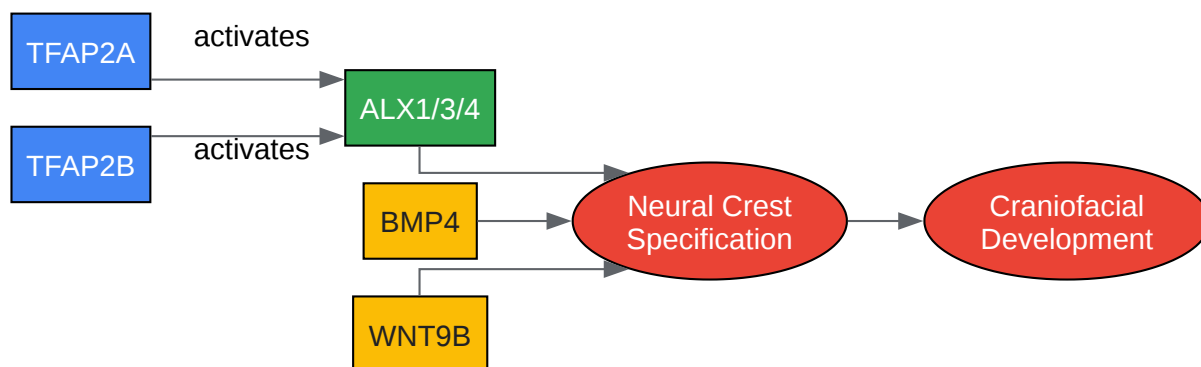 TFAP2A
activates
ALX1/3/4
TFAP2B
activates
BMP4
Neural Crest
Specification
Craniofacial
Development
WNT9B